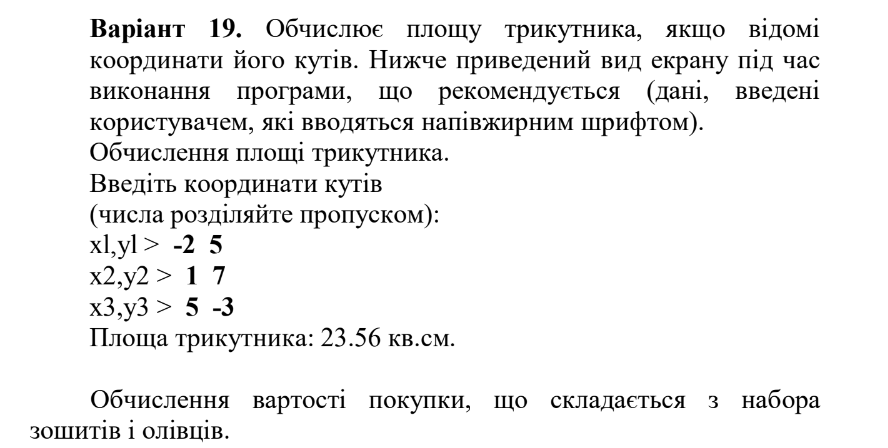 Варіант 19. Обчислює площу трикутника, якщо відомі
координати його кутів. Нижче приведений вид екрану під час
виконання програми, що рекомендується (дані, введені
користувачем, які вводяться напівжирним шрифтом).
Обчислення площі трикутника.
Введіть координати кутів
(числа розділяйте пропуском):
xl,yl > -2 5
x2,y2 > 1 7
x3,y3 > 5 -3
Площа трикутника: 23.56 кв.см.
Обчислення вартості покупки, що складається з набора
зошитів і олівців.